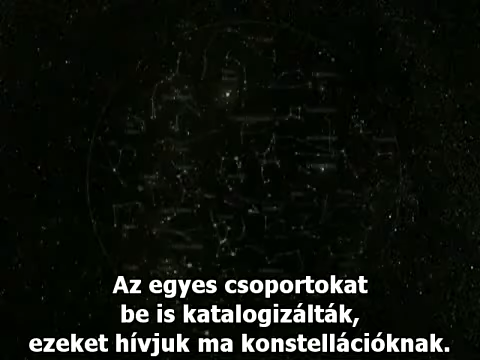 Az egyes csoportokat
be is katalogizálták,
ezeket hívjuk ma konstellációknak.